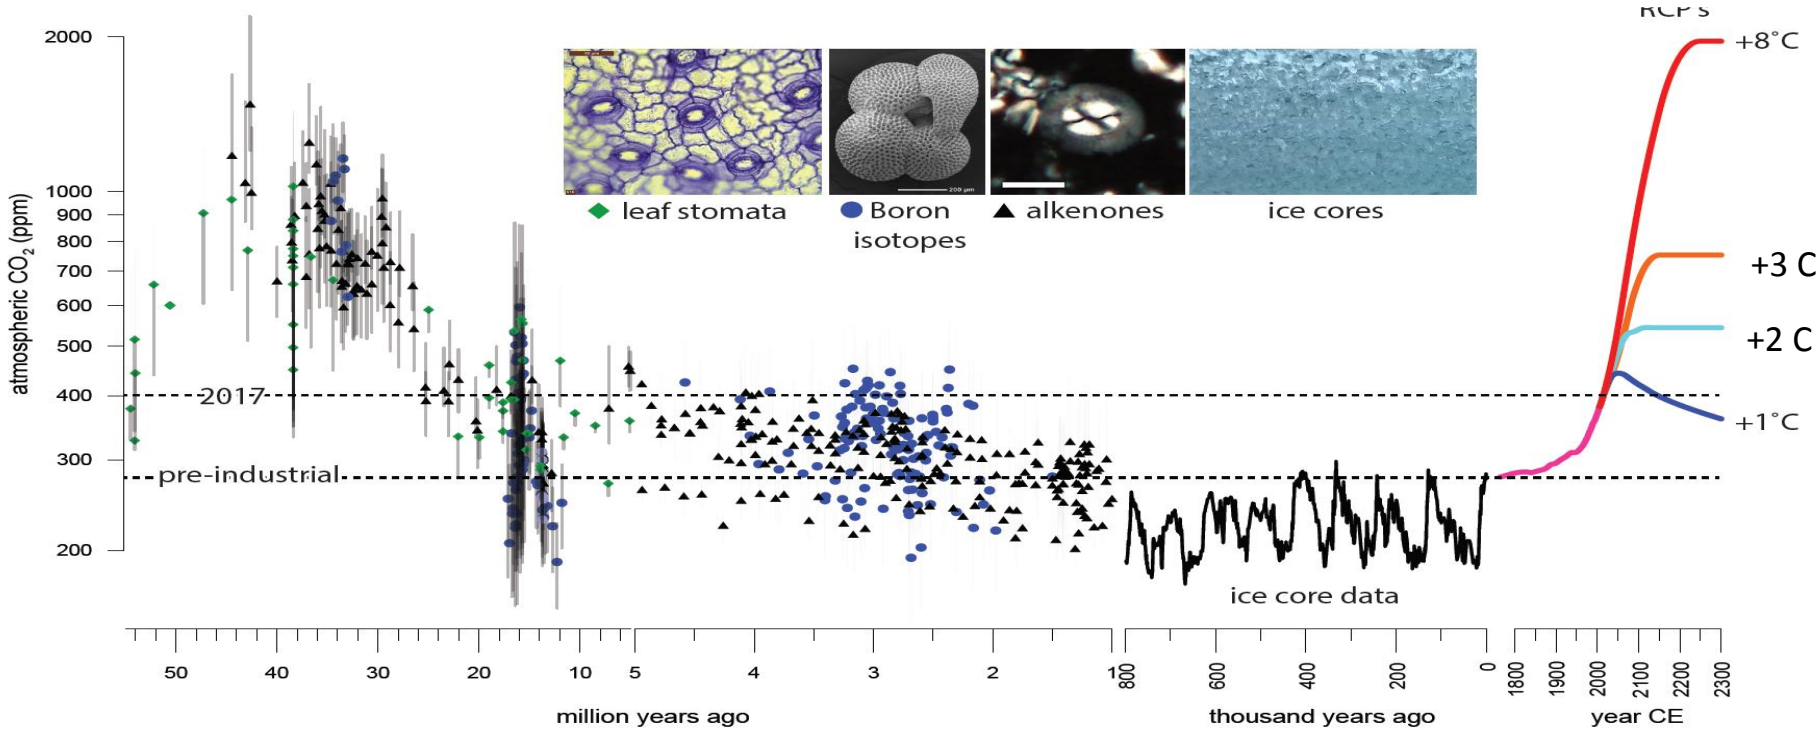 RCP's
2000
1000
900
800
700
600
500
400
300
200
atmospheric CO2 (ppm)
2017
pre-industrial
200 µm
leaf stomata
Boron
isotopes
alkenones
ice cores
ice core data
+8°C
+3 C
+2 C
+1°C
50 40 30 20 10 5 4 3 2 1
million years ago
800 600 400 200 0
thousand years ago
1800 1900 2000 2100 2200 2300
year CE